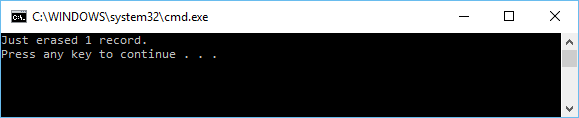 C:\WINDOWS\system32\cmd.exe
Just erased 1 record.
Press any key to continue . . .